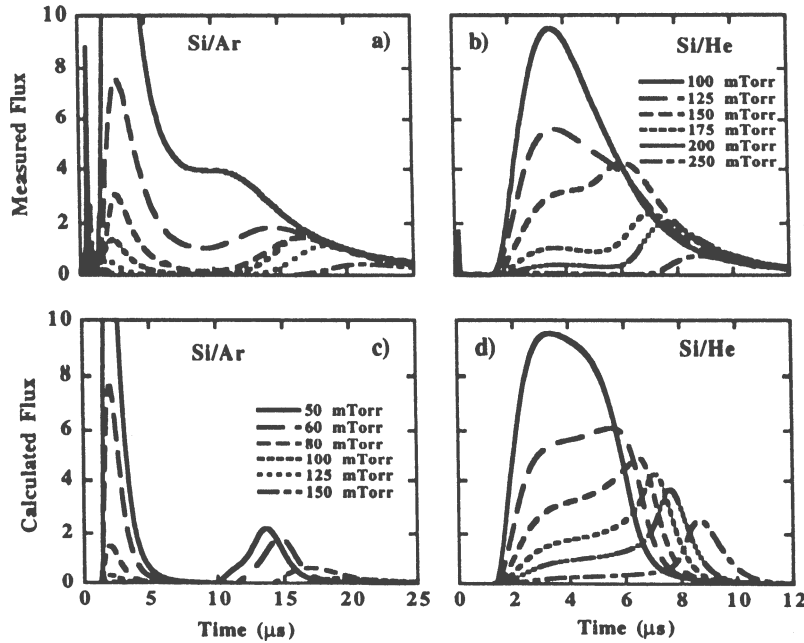 Measured Flux
10
8
6
4
2
0
Si/Ar
a)
b)
Si/He
100 mTorr
125 mTorr
150 mTorr
175 mTorr
200 mTorr
250 mTorr
Calculated Flux
10
8
6
4
2
0
Si/Ar
c)
50 mTorr
60 mTorr
80 mTorr
100 mTorr
125 mTorr
150 mTorr
d)
Si/He
0 5 10 15 20 25
0 2 4 6 8 10 12
Time (μs)
Time (μs)